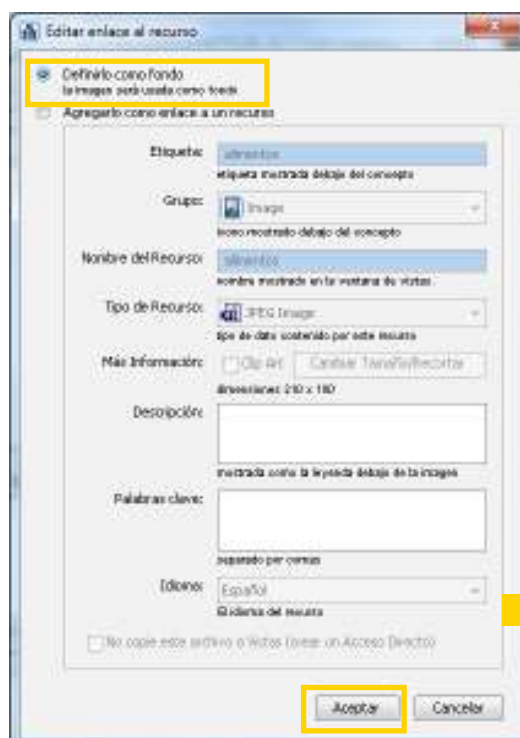 Editar enlace al recurso
Definirlo como fondo
la imagen será usada como fondo
Agregarlo como enlace a un recurso
Etiqueta: alimentos
etiqueta mostrada debajo del concepto
Grupo: Image
icono mostrado debajo del concepto
Nombre del Recurso: alimentos
nombre mostrado en la ventana de vistas
Tipo de Recurso: JPEG Image
tipo de dato contenido por este recurso
Más Información: Clip Art Cambiar Tamaño/Recortar
dimensiones 210 x
Descripción:
mostrada como la leyenda debajo de la imagen
Palabras clave:
separado por comas
Idioma: Español
El idioma del recurso
No copie este archivo a Vistas (crear un Acceso Directo)
Aceptar Cancelar